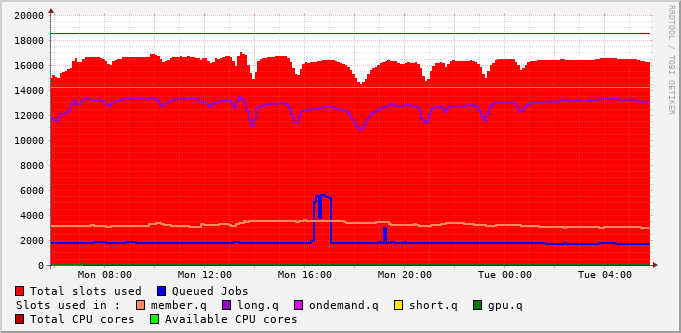 20000
18000
16000
14000
12000
10000
8000
6000
4000
2000
0
Mon 08:00 Mon 12:00 Mon 16:00 Mon 20:00 Tue 00:00 Tue 04:00
RRDTOOL / TOBI OETIKER
Total slots used Queued Jobs
Slots used in : member.q long.q ondemand.q short.q gpu.q
Total CPU cores Available CPU cores